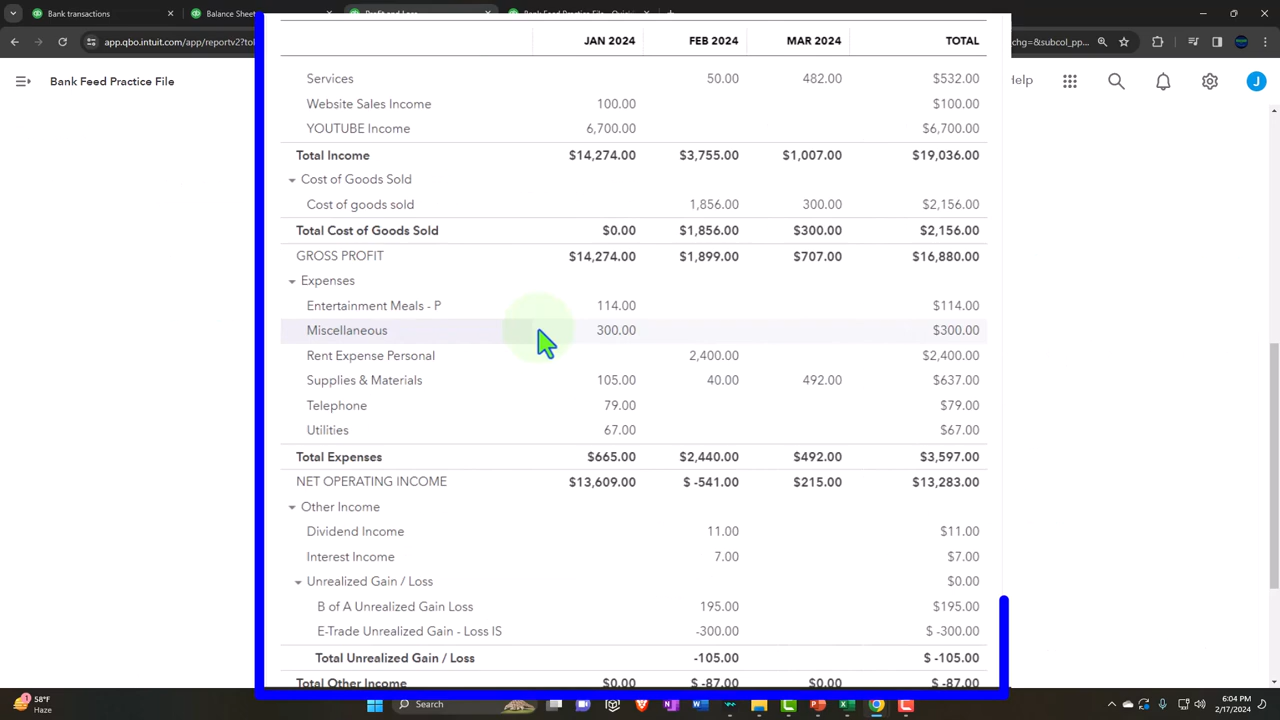 Balance Sheet
Bank Feed Practice File - Quick
app.qbo.intuit.com/app/reportv2?tok
chg=&subcol_pp
Bank Feed Practice File
Help
J
JAN 2024 FEB 2024 MAR 2024 TOTAL
Services 50.00 482.00 $532.00
Website Sales Income 100.00 $100.00
YOUTUBE Income 6,700.00 $6,700.00
Total Income $14,274.00 $3,755.00 $1,007.00 $19,036.00
Cost of Goods Sold
Cost of goods sold 1,856.00 300.00 $2,156.00
Total Cost of Goods Sold $0.00 $1,856.00 $300.00 $2,156.00
GROSS PROFIT $14,274.00 $1,899.00 $707.00 $16,880.00
Expenses
Entertainment Meals - P 114.00 $114.00
Miscellaneous 300.00 $300.00
Rent Expense Personal 2,400.00 $2,400.00
Supplies & Materials 105.00 40.00 492.00 $637.00
Telephone 79.00 $79.00
Utilities 67.00 $67.00
Total Expenses $665.00 $2,440.00 $492.00 $3,597.00
NET OPERATING INCOME $13,609.00 $ -541.00 $215.00 $13,283.00
Other Income
Dividend Income 11.00 $11.00
Interest Income 7.00 $7.00
Unrealized Gain / Loss $0.00
B of A Unrealized Gain Loss 195.00 $195.00
E-Trade Unrealized Gain - Loss IS -300.00 $ -300.00
Total Unrealized Gain / Loss -105.00 $ -105.00
Total Other Income $0.00 $ -87.00 $0.00 $ -87.00
58°F
Haze
Search
6:04 PM
2/17/2024